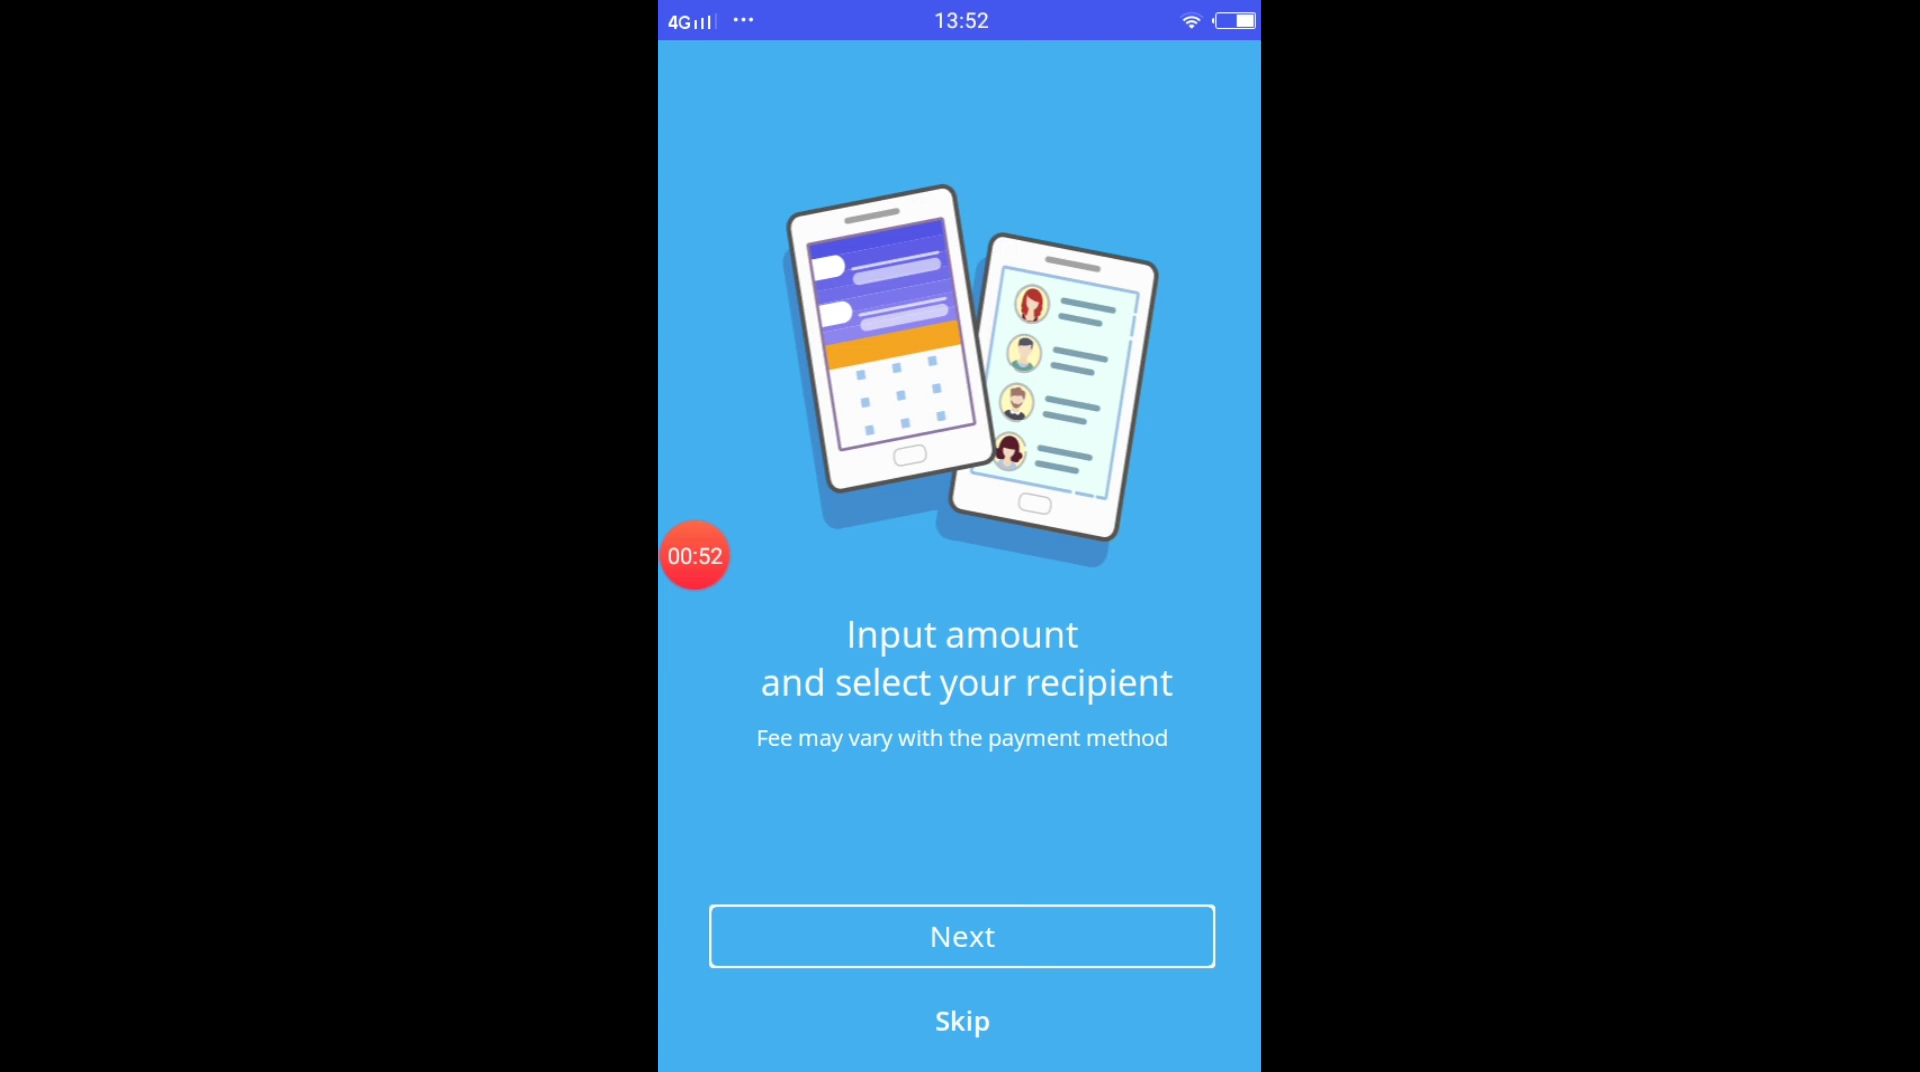 4G 13:52
00:52
Input amount
and select your recipient
Fee may vary with the payment method
Next
Skip